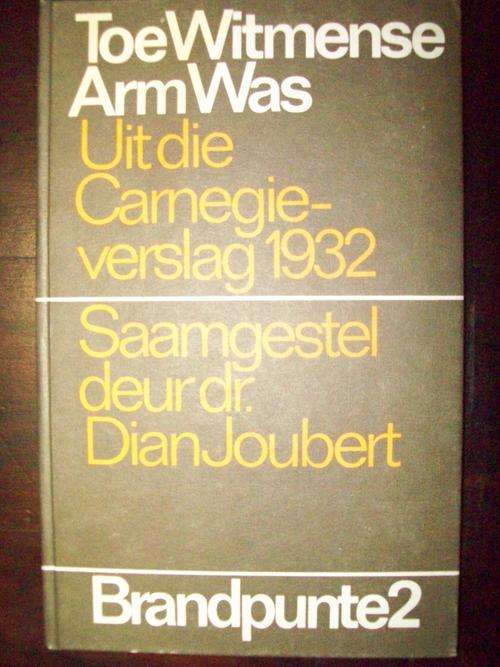 Toe Witmense
Arm Was
Uit die
Carnegie-
verslag 1932
Saamgestel
deur dr.
Dian Joubert
Brandpunte 2